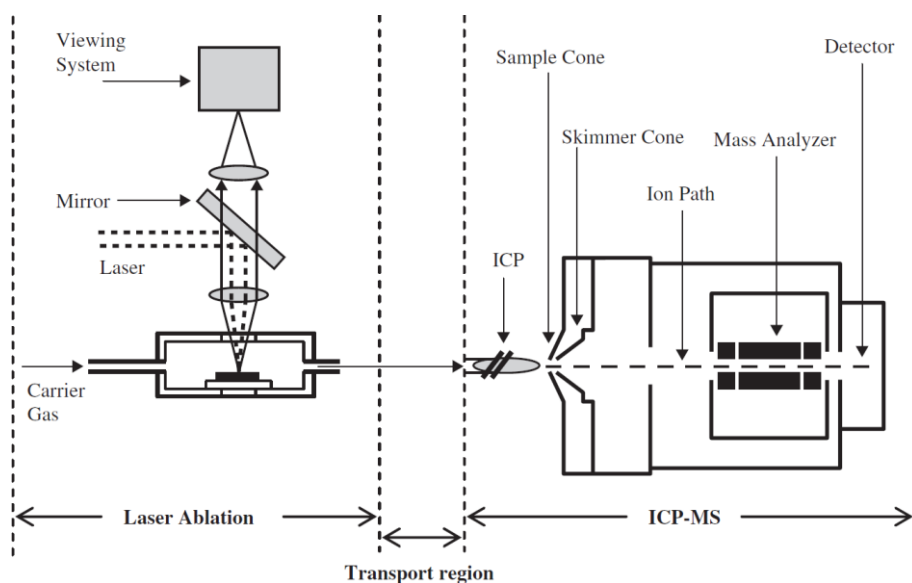 Viewing
System
Mirror
Laser
Carrier
Gas
Sample Cone
Skimmer Cone
Detector
Mass Analyzer
Ion Path
ICP
Laser Ablation
Transport region
ICP-MS